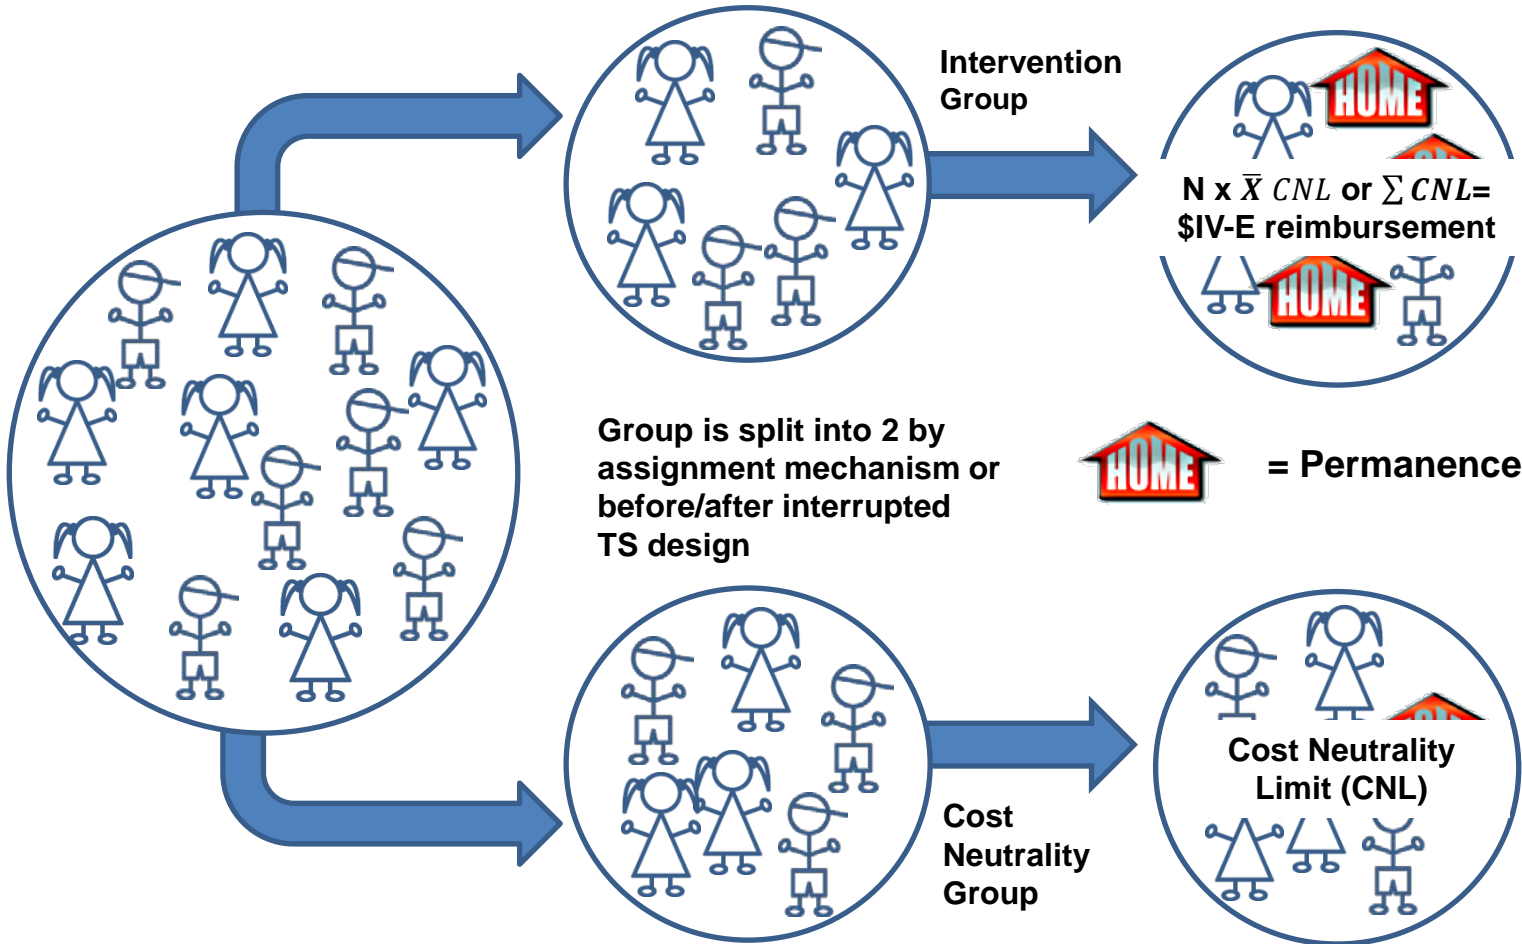 Intervention
Group
HOME
N x X̅ CNL or ∑ CNL=
$IV-E reimbursement
HOME
Group is split into 2 by
assignment mechanism or
before/after interrupted
TS design
HOME
= Permanence
Cost
Neutrality
Group
Cost Neutrality
Limit (CNL)